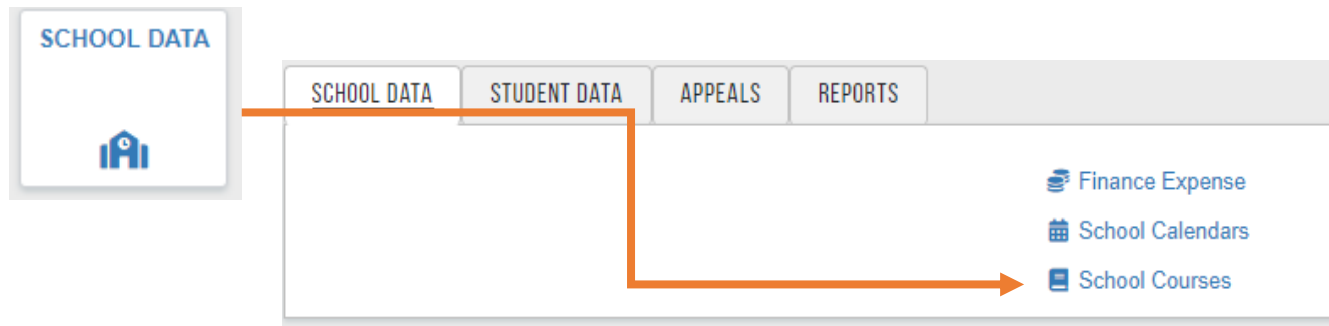 SCHOOL DATA
SCHOOL DATA STUDENT DATA APPEALS REPORTS
Finance Expense
School Calendars
School Courses